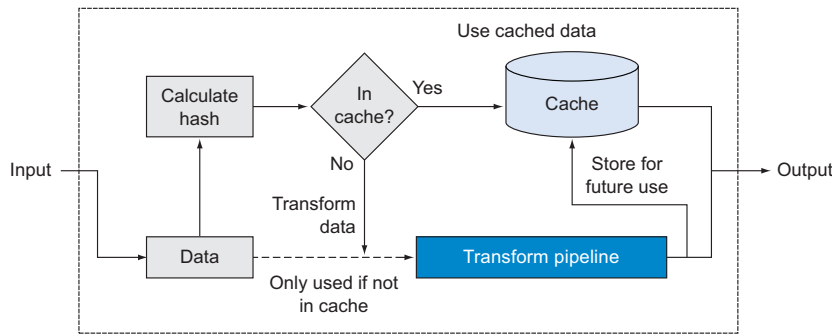 Use cached data
Calculate
hash
In
cache?
Yes
Cache
No
Input
Store for
future use
Output
Transform
data
Data
Transform pipeline
Only used if not
in cache